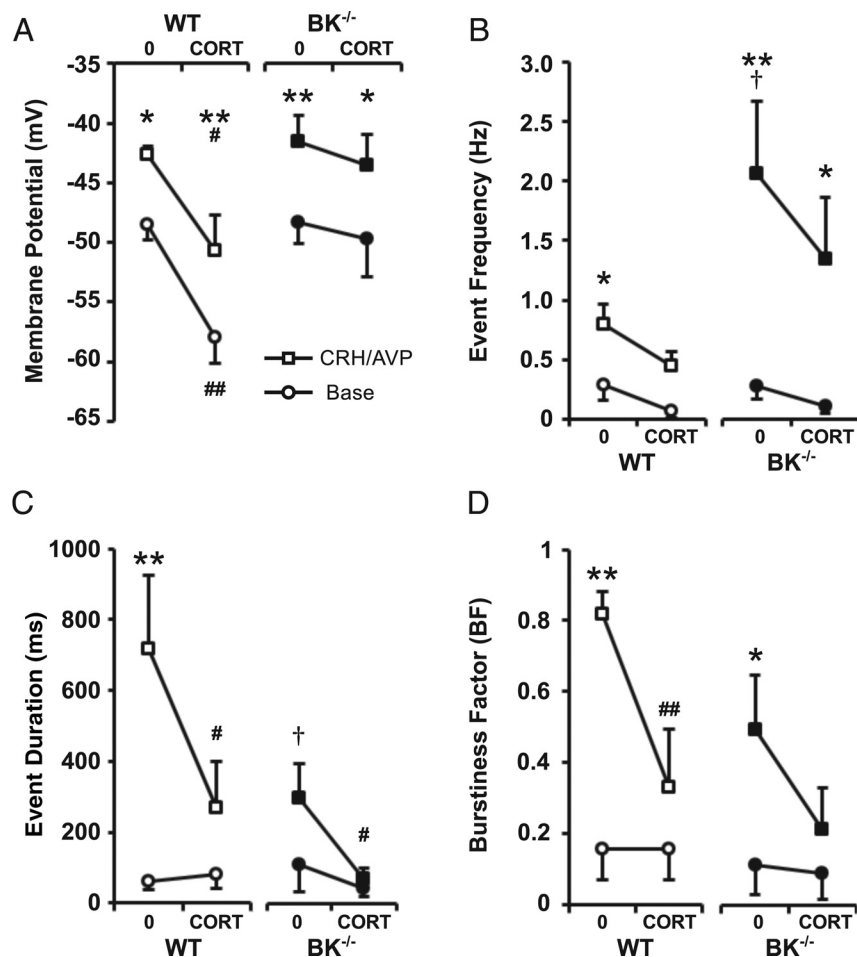 A
WT
BK-/-
0 CORT 0 CORT
Membrane Potential (mV)
-35
-40
-45
-50
-55
-60
-65
* ** # ** *
##
CRH/AVP
Base
B
Event Frequency (Hz)
3.0
2.5
2.0
1.5
1.0
0.5
0
* ** † *
0 CORT 0 CORT
WT BK-/-
C
Event Duration (ms)
1000
800
600
400
200
0
** # † #
0 CORT 0 CORT
WT BK-/-
D
Burstiness Factor (BF)
1
0.8
0.6
0.4
0.2
0
** ## *
0 CORT 0 CORT
WT BK-/-